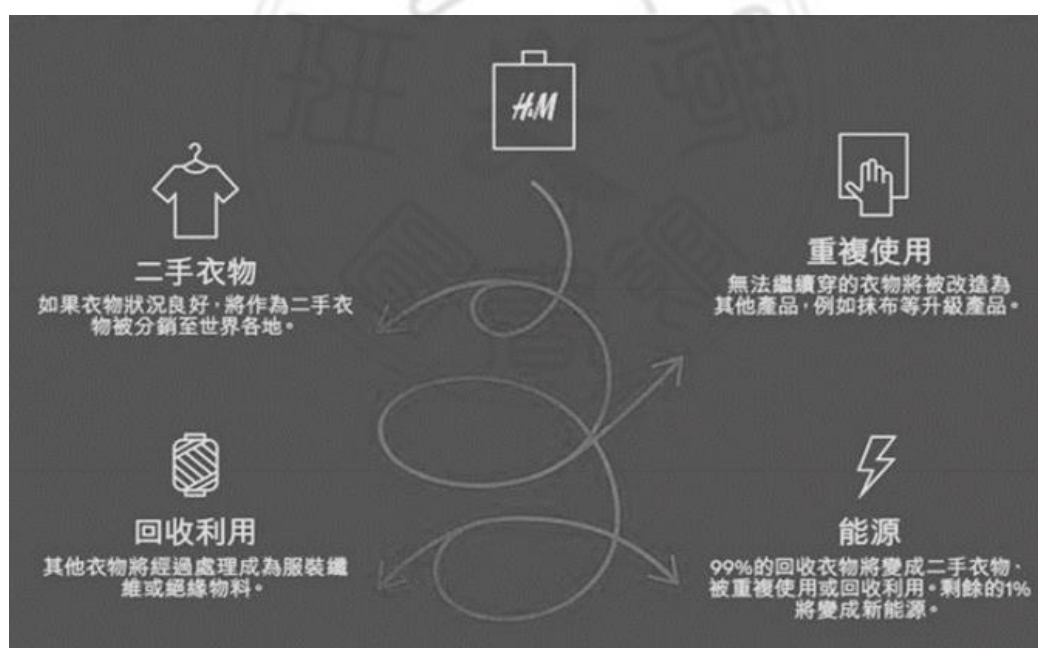 H&M
二手衣物
如果衣物狀況良好,將作為二手衣
物被分銷至世界各地。
重複使用
無法繼續穿的衣物將被改造為
其他產品,例如抹布等升級產品。
回收利用
其他衣物將經過處理成為服裝纖
維或絕緣物料。
能源
99%的回收衣物將變成二手衣物、
被重複使用或回收利用。剩餘的1%
將變成新能源。